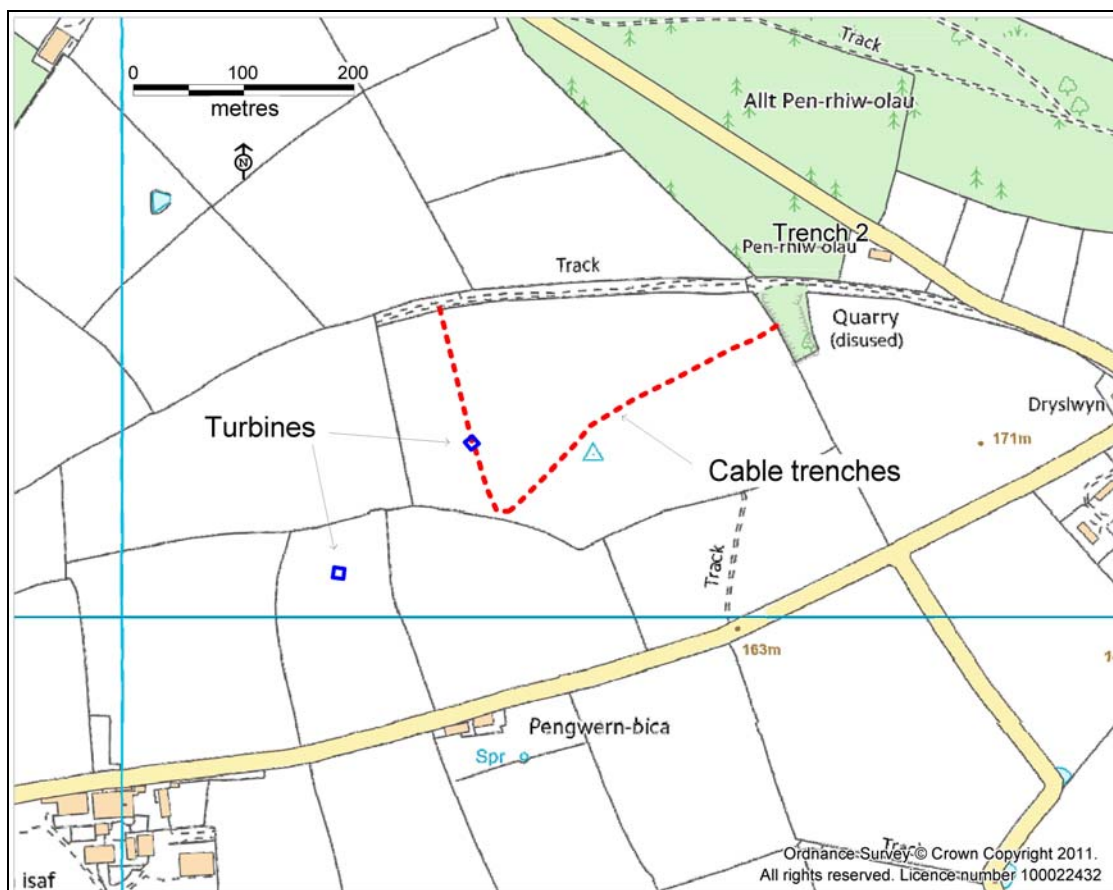 0 100 200
metres
N
Track
Allt Pen-rhiw-olau
Trench 2
Pen-rhiw olau
Track
Quarry
(disused)
Dryslwyn
Turbines
171m
Cable trenches
Track
163m
Pengwern-bica
Spr
Track
isaf
Ordnance Survey © Crown Copyright 2011.
All rights reserved. Licence number 100022432